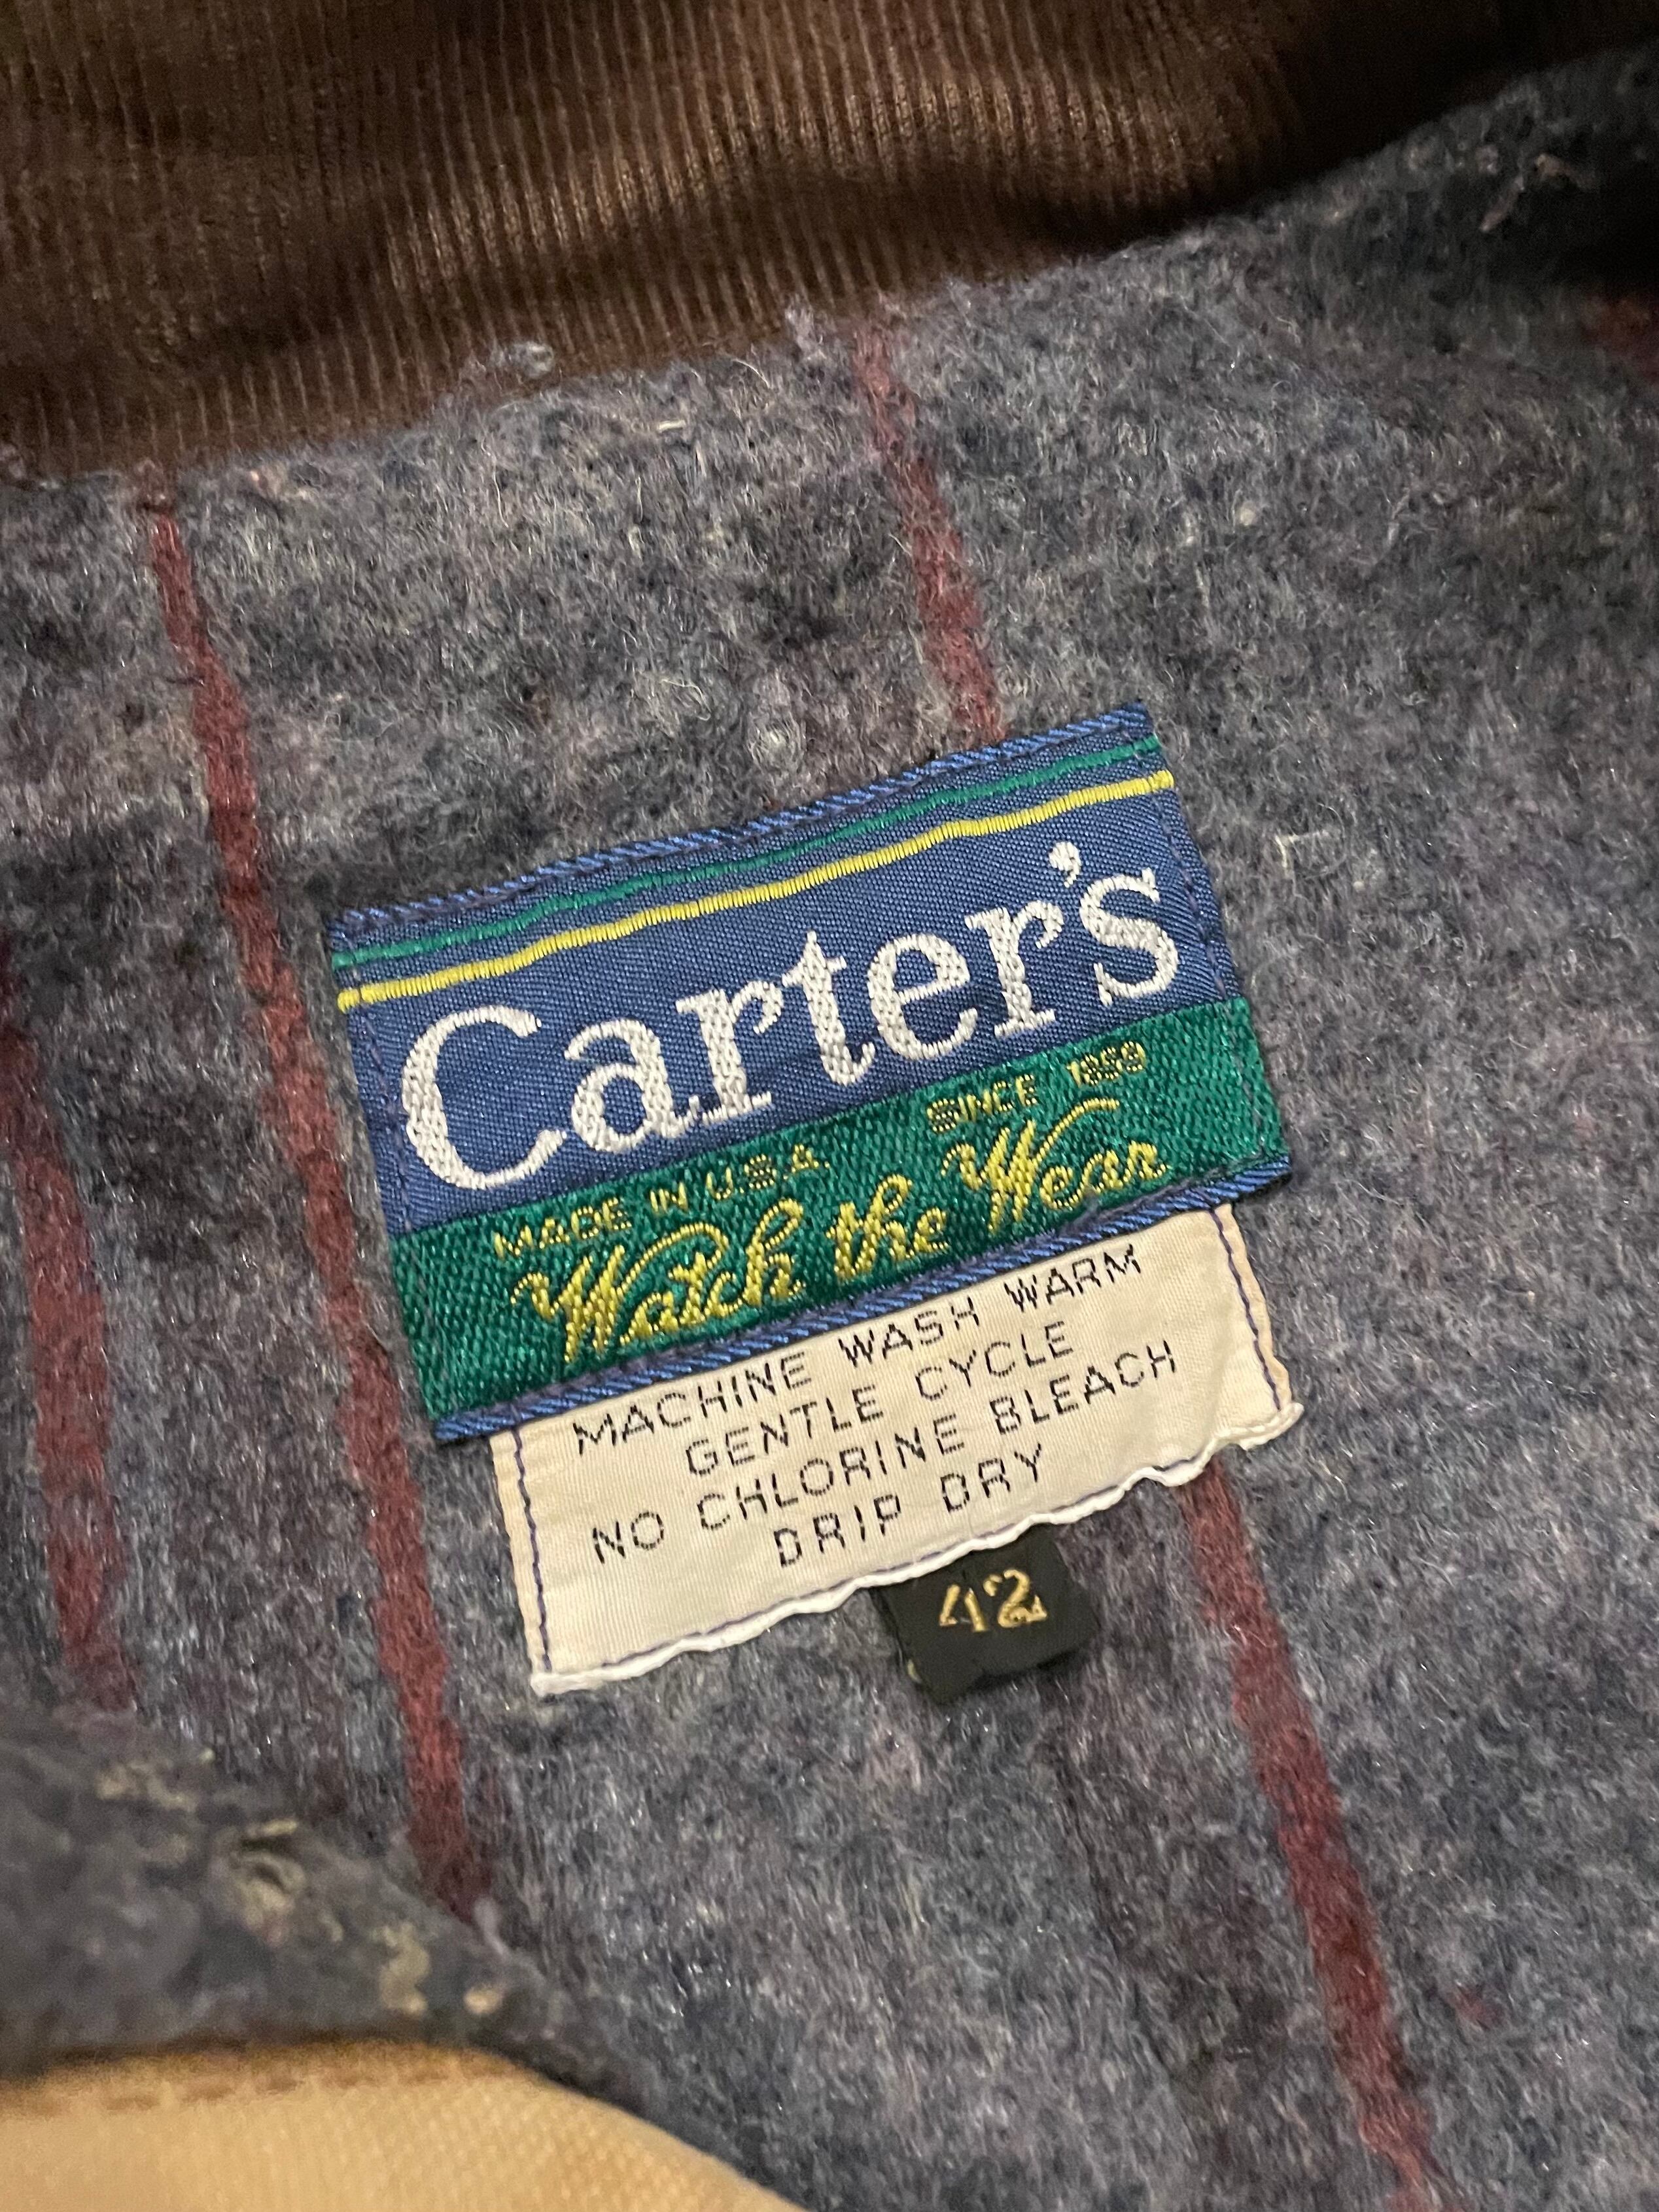 Carter's
MADE IN U.S.A SINCE 1859
Watch the Wear
MACHINE WASH WARM
GENTLE CYCLE
NO CHLORINE BLEACH
DRIP DRY
42